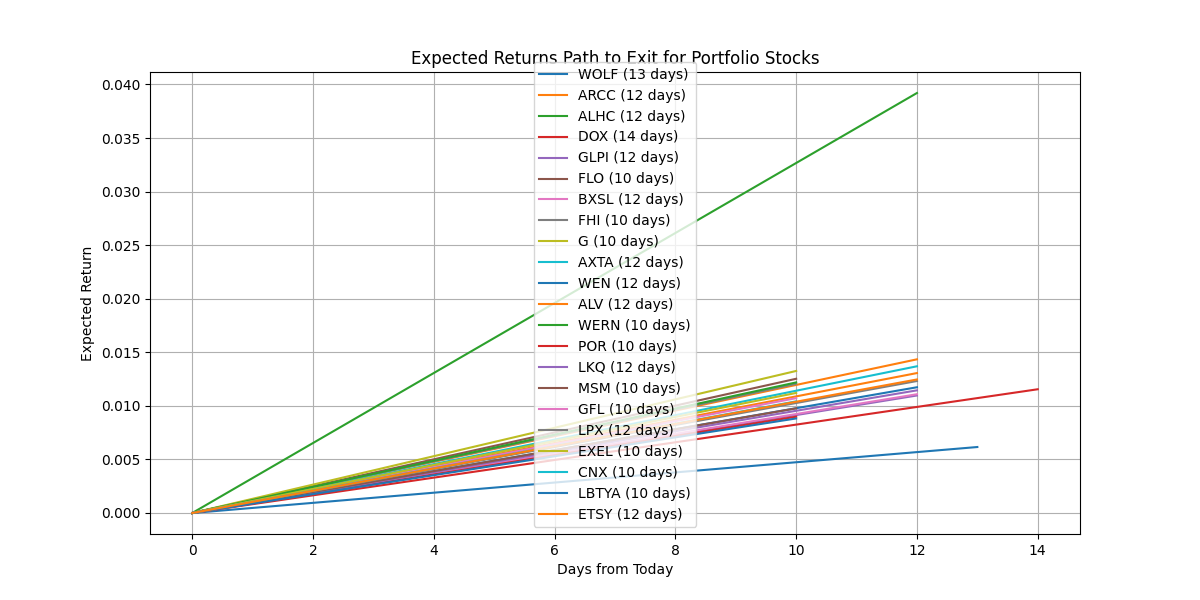 Expected Returns Path to Exit for Portfolio Stocks
WOLF (13 days)
ARCC (12 days)
ALHC (12 days)
DOX (14 days)
GLPI (12 days)
FLO (10 days)
BXSL (12 days)
FHI (10 days)
G (10 days)
AXTA (12 days)
WEN (12 days)
ALV (12 days)
WERN (10 days)
POR (10 days)
LKQ (12 days)
MSM (10 days)
GFL (10 days)
LPX (12 days)
EXEL (10 days)
CNX (10 days)
LBTYA (10 days)
ETSY (12 days)
Expected Return
0.040
0.035
0.030
0.025
0.020
0.015
0.010
0.005
0.000
0 2 4 6 8 10 12 14
Days from Today